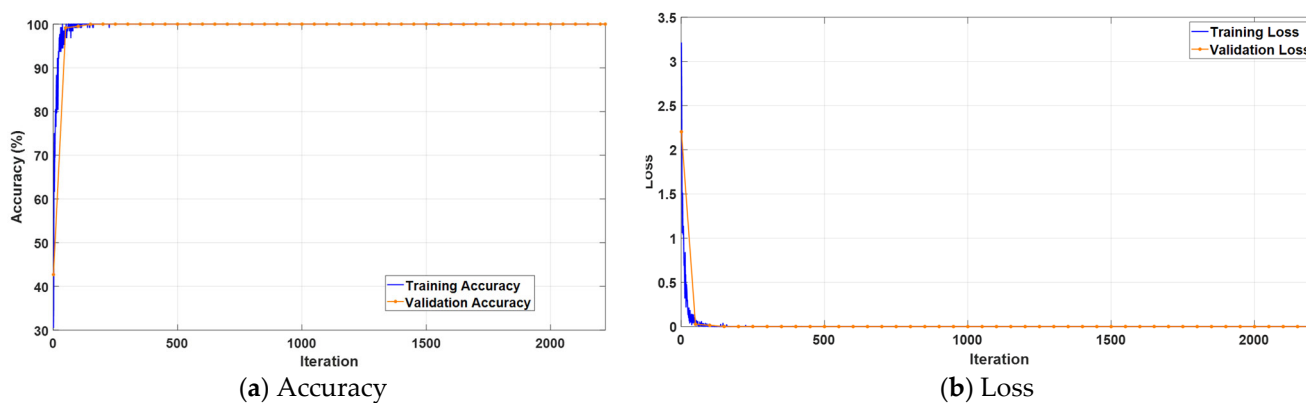 100
90
80
70
60
50
40
30
Accuracy (%)
Training Accuracy
Validation Accuracy
0
500
1000
1500
2000
Iteration
(a) Accuracy
3.5
3
2.5
2
1.5
1
0.5
0
Loss
Training Loss
Validation Loss
0
500
1000
1500
2000
Iteration
(b) Loss